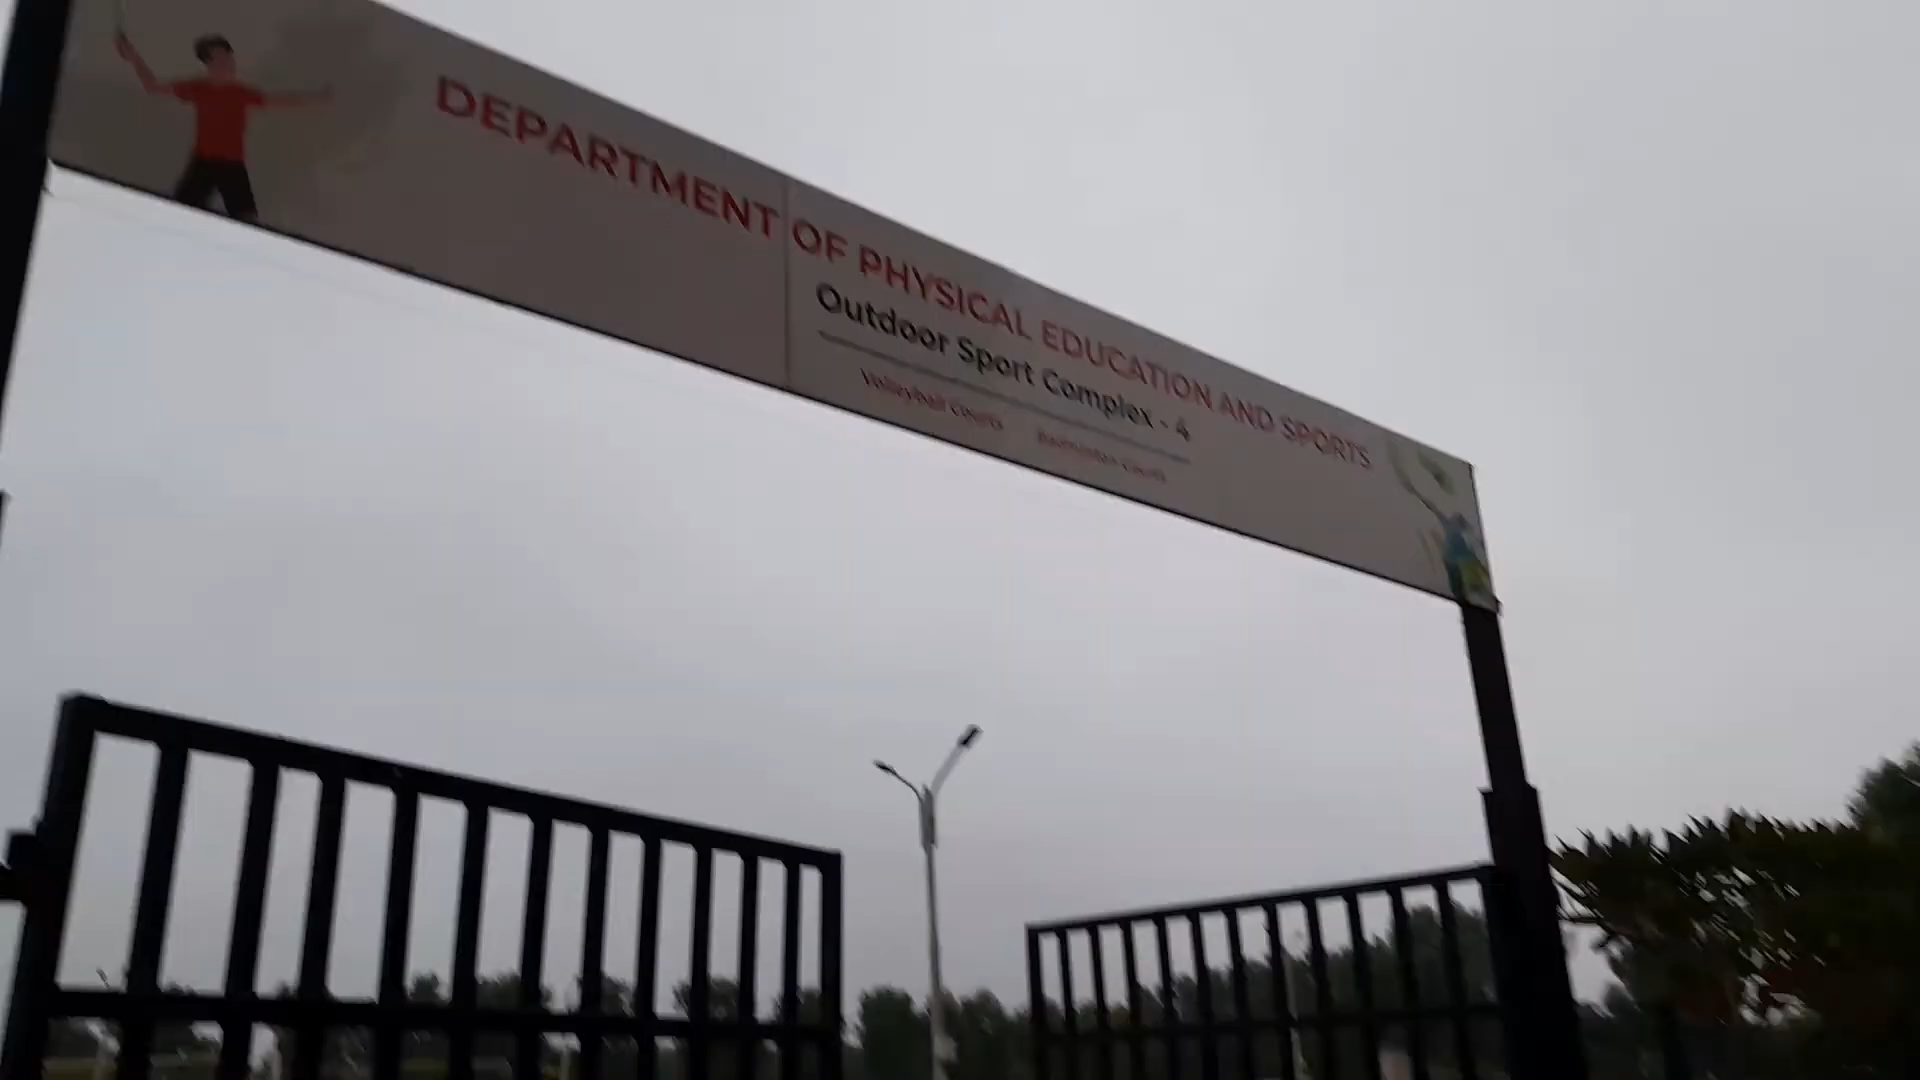 DEPARTMENT OF PHYSICAL EDUCATION AND SPORTS
Outdoor Sport Complex - 4
Volleyball Courts Badminton Courts